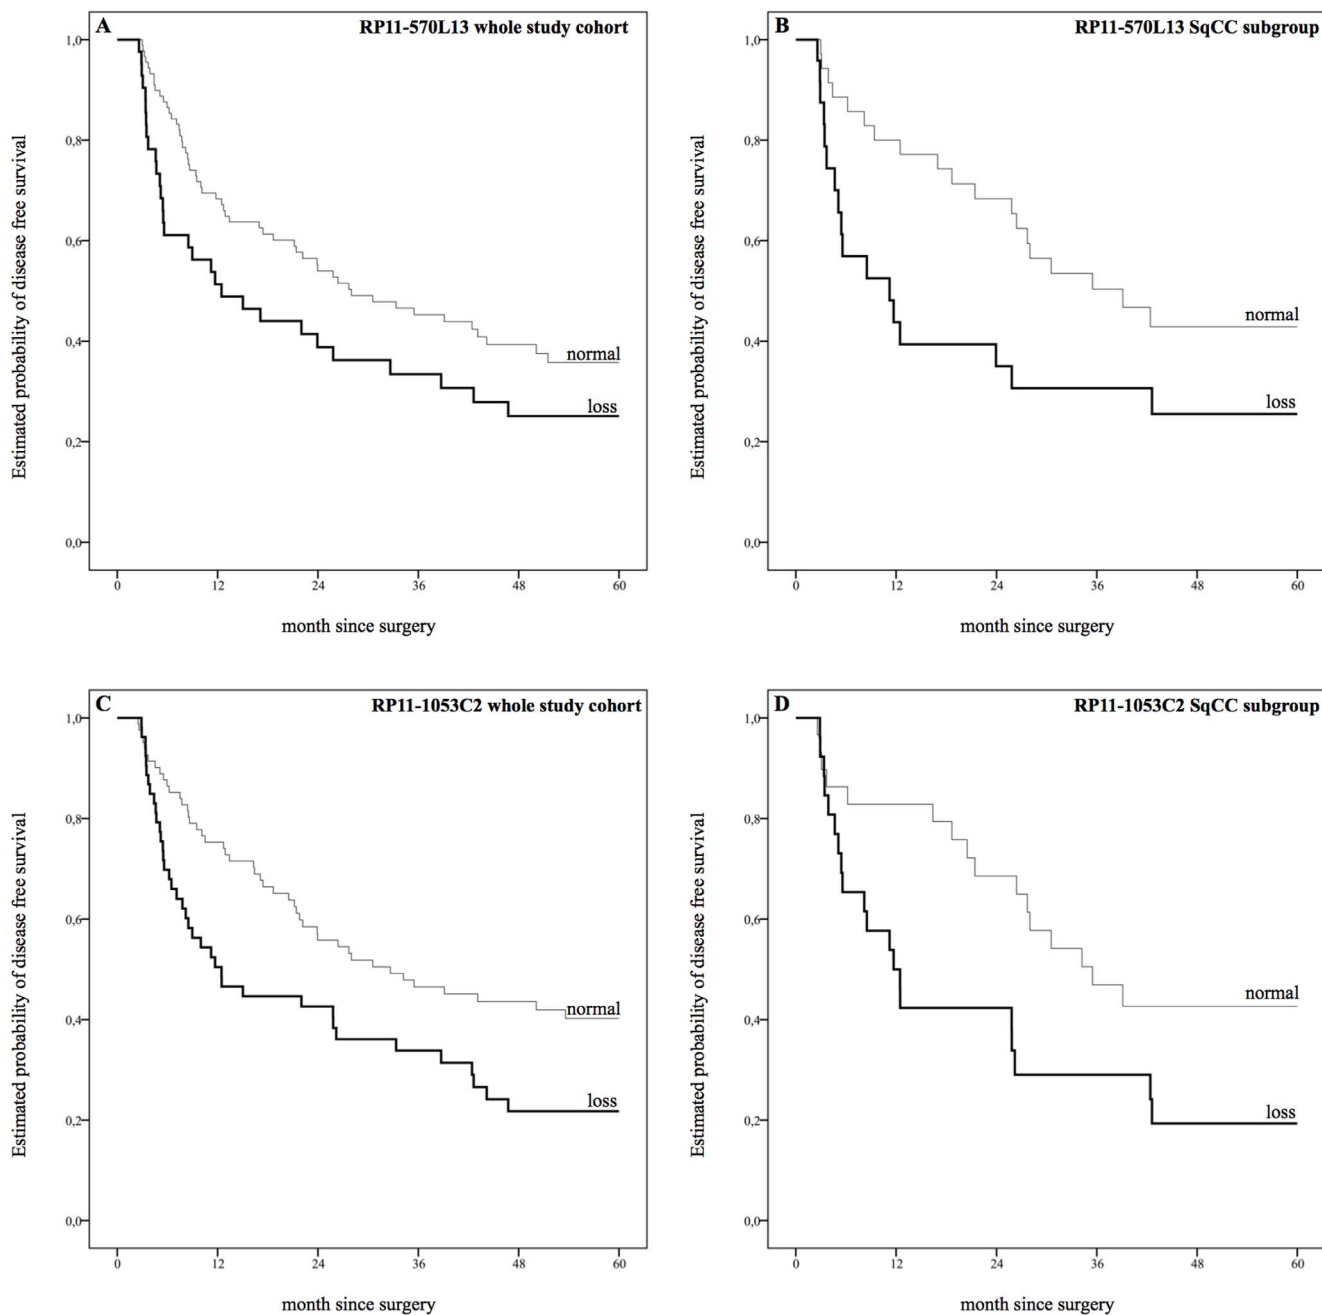 A
RP11-570L13 whole study cohort
Estimated probability of disease free survival
1,0
0,8
0,6
0,4
0,2
0,0
normal
loss
0 12 24 36 48 60
month since surgery
B
RP11-570L13 SqCC subgroup
Estimated probability of disease free survival
1,0
0,8
0,6
0,4
0,2
0,0
normal
loss
0 12 24 36 48 60
month since surgery
C
RP11-1053C2 whole study cohort
Estimated probability of disease free survival
1,0
0,8
0,6
0,4
0,2
0,0
normal
loss
0 12 24 36 48 60
month since surgery
D
RP11-1053C2 SqCC subgroup
Estimated probability of disease free survival
1,0
0,8
0,6
0,4
0,2
0,0
normal
loss
0 12 24 36 48 60
month since surgery